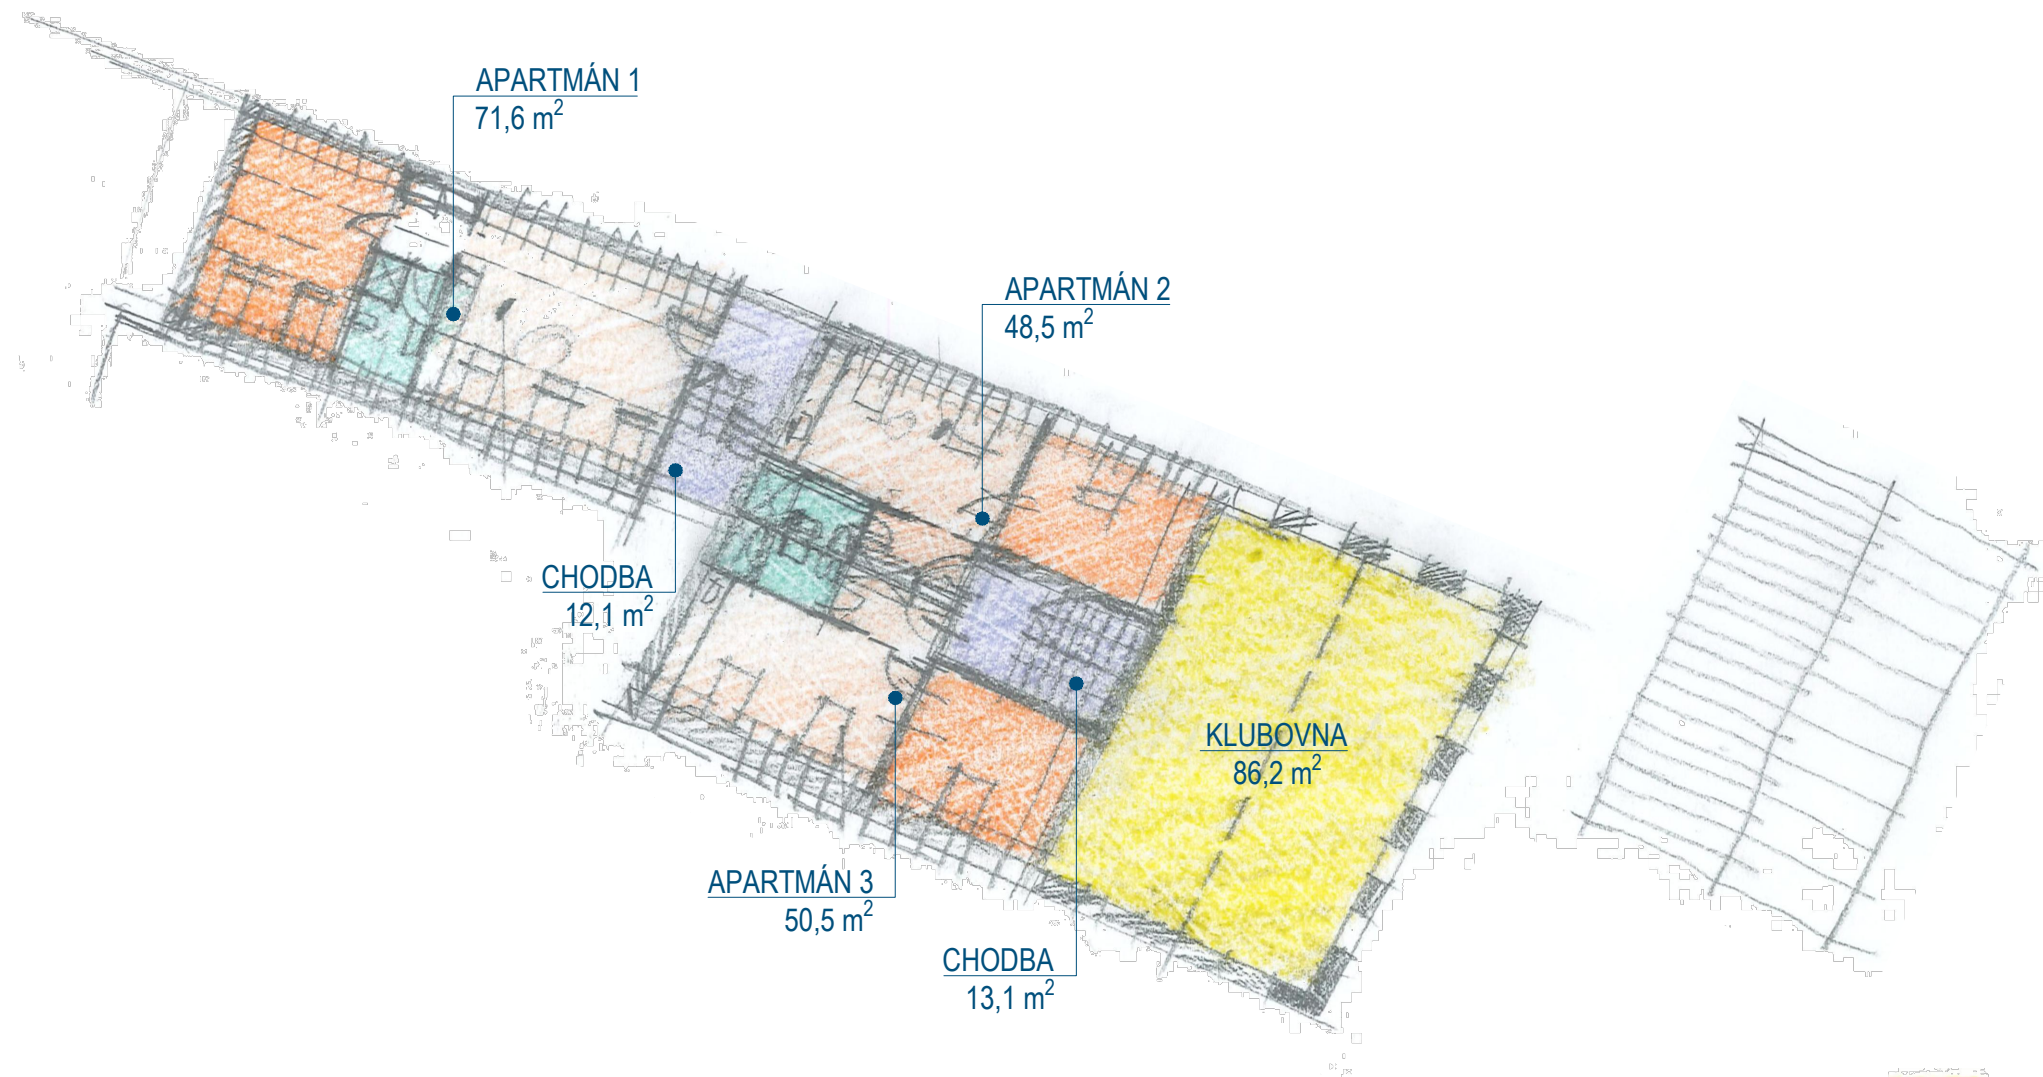 APARTMÁN 1
71,6 m²
APARTMÁN 2
48,5 m²
CHODBA
12,1 m²
KLUBOVNA
86,2 m²
APARTMÁN 3
50,5 m²
CHODBA
13,1 m²